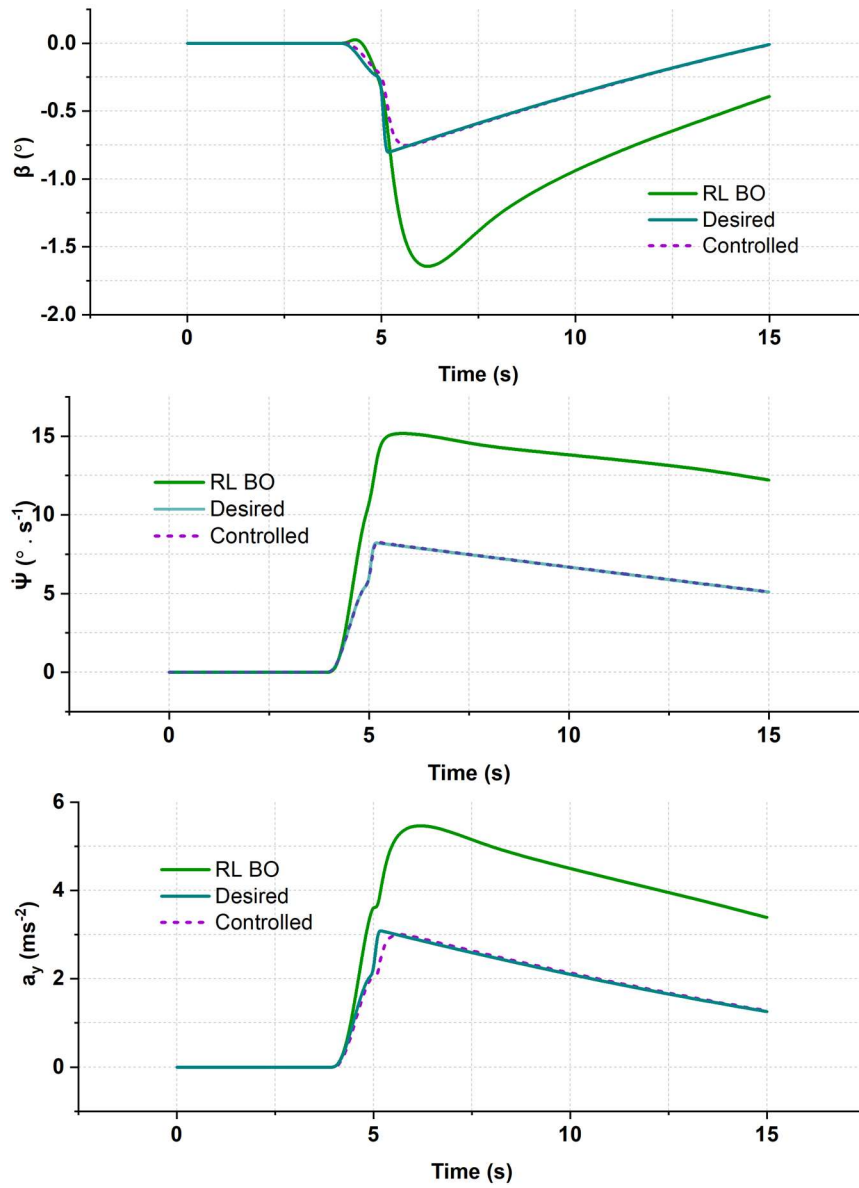 0.0
-0.5
-1.0
-1.5
-2.0
β (°)
RL BO
Desired
Controlled
0 5 10 15
Time (s)
15
10
5
0
Ψ̇ (° . s⁻¹)
RL BO
Desired
Controlled
0 5 10 15
Time (s)
6
4
2
0
a_y (ms⁻²)
RL BO
Desired
Controlled
0 5 10 15
Time (s)